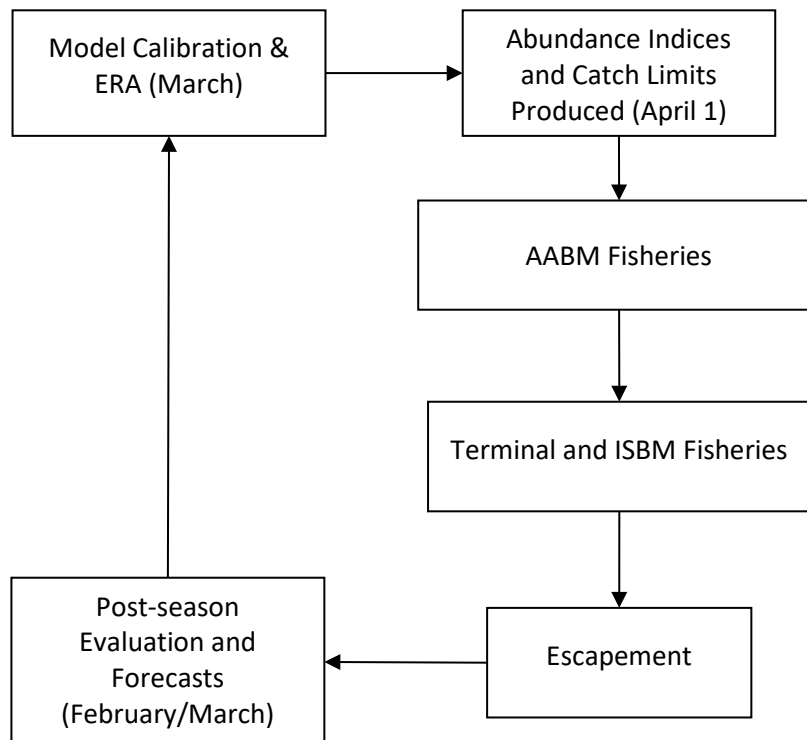 Model Calibration &
ERA (March)
Abundance Indices
and Catch Limits
Produced (April 1)
AABM Fisheries
Terminal and ISBM Fisheries
Escapement
Post-season
Evaluation and
Forecasts
(February/March)